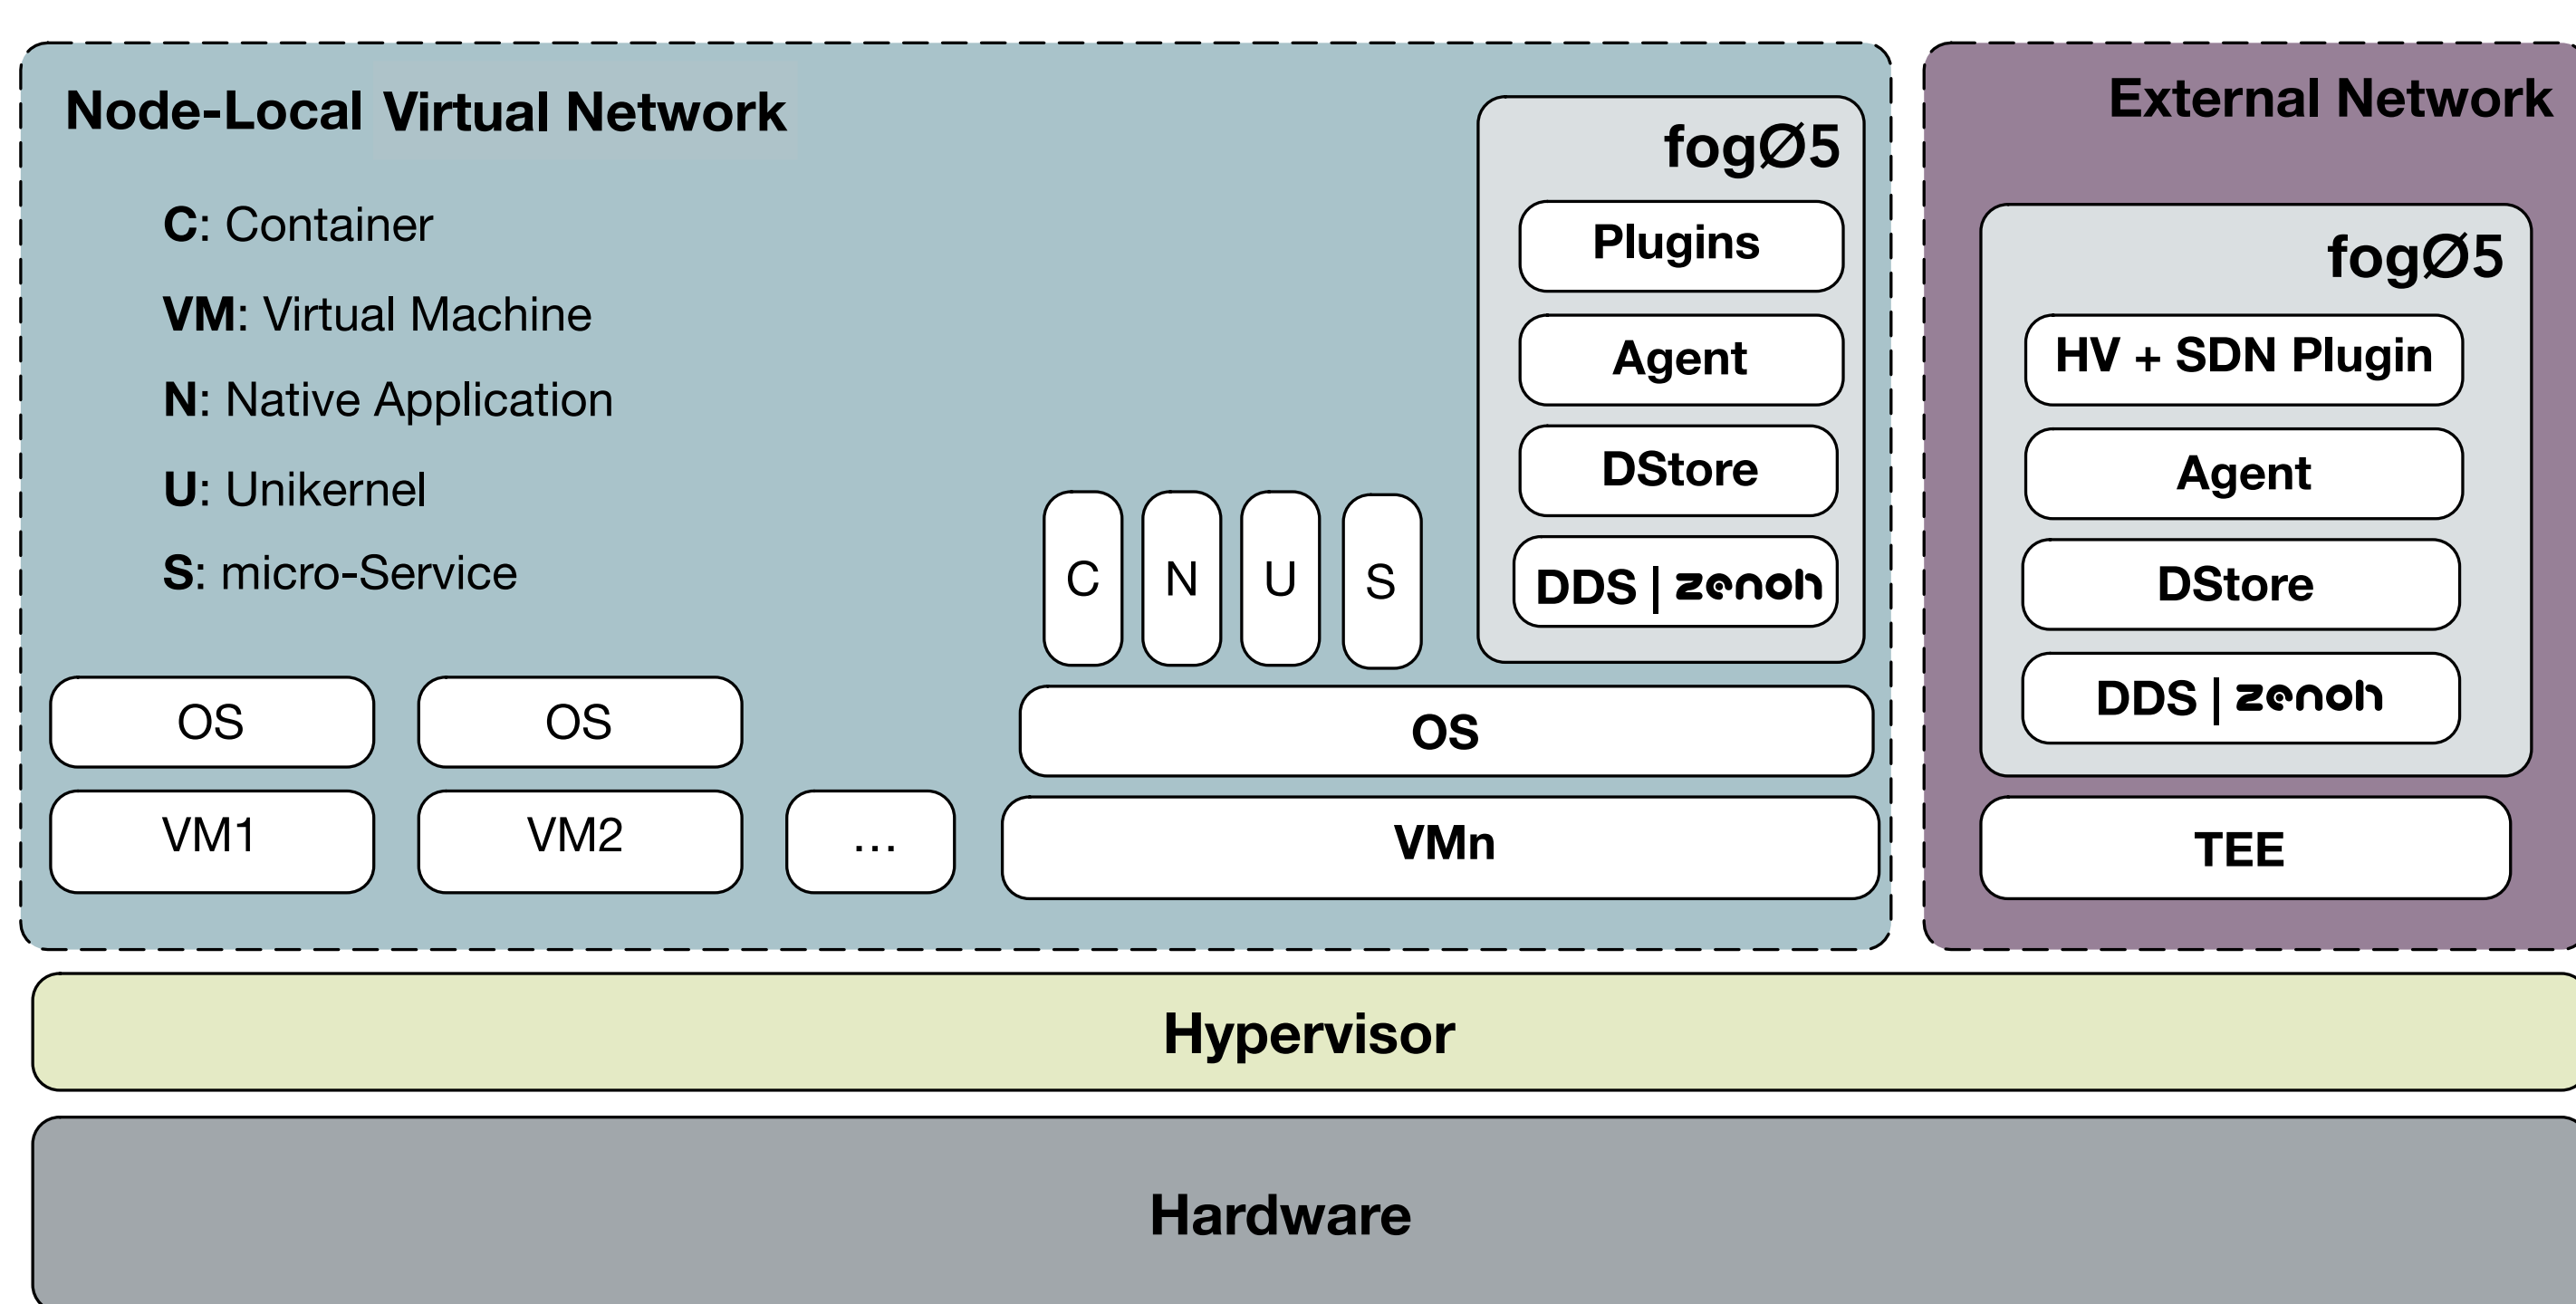 Node-Local Virtual Network
C: Container
VM: Virtual Machine
N: Native Application
U: Unikernel
S: micro-Service
C
N
U
S
fogØ5
Plugins
Agent
DStore
DDS | zenoh
OS
OS
OS
VM1
VM2
...
VMn
External Network
fogØ5
HV + SDN Plugin
Agent
DStore
DDS | zenoh
TEE
Hypervisor
Hardware